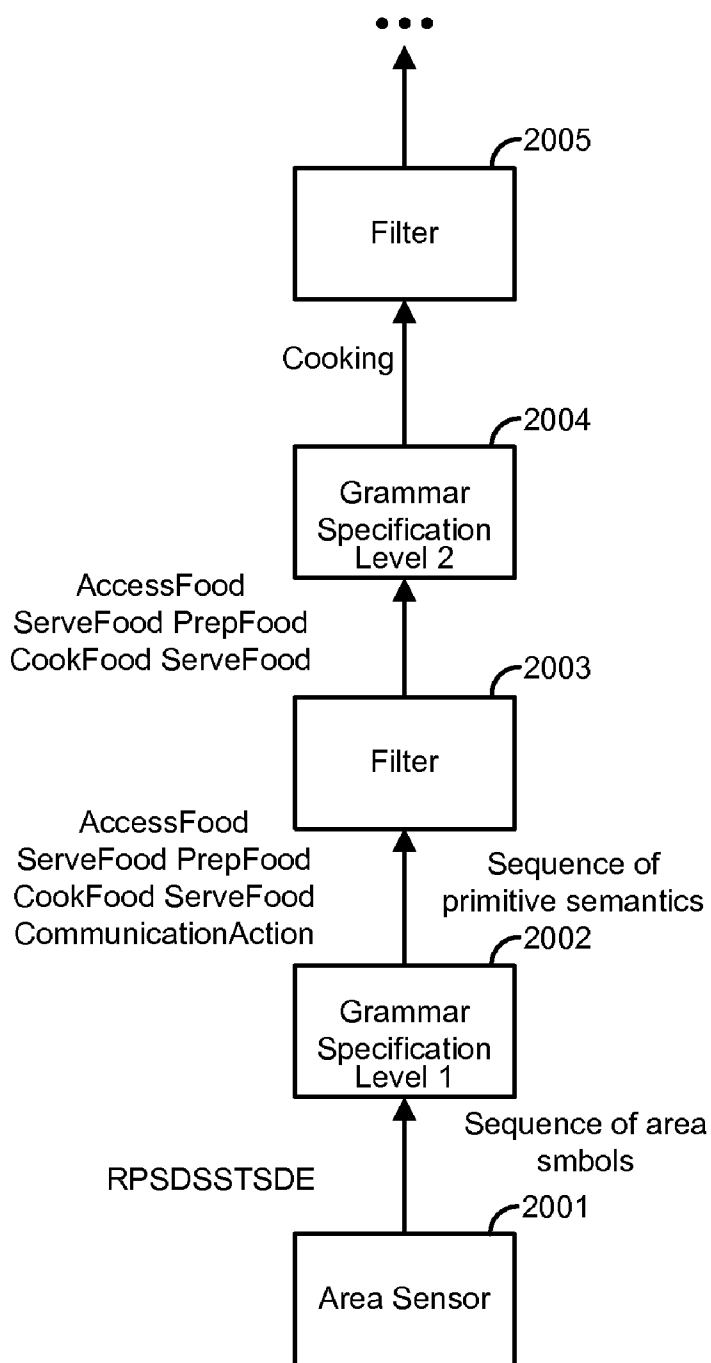 •••
2005
Filter
Cooking
2004
Grammar
Specification
Level 2
AccessFood
ServeFood PrepFood
CookFood ServeFood
2003
Filter
AccessFood
ServeFood PrepFood
CookFood ServeFood
CommunicationAction
Sequence of
primitive semantics
2002
Grammar
Specification
Level 1
Sequence of area
smbols
RPSDSSTSDE
2001
Area Sensor